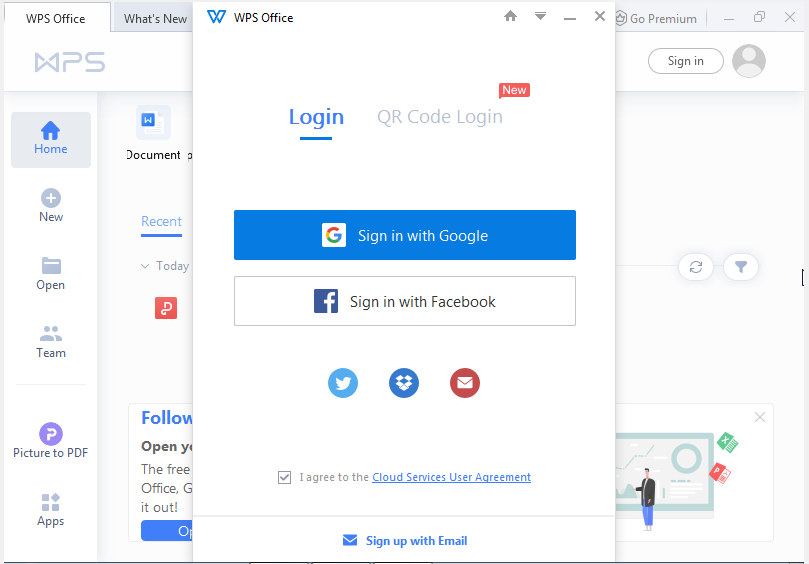 WPS Office
What's New
WPS Office
Go Premium
WPS
Sign in
Login
QR Code Login
New
Home
New
Open
Team
Picture to PDF
Apps
Document
Recent
Today
Sign in with Google
Sign in with Facebook
I agree to the Cloud Services User Agreement
Sign up with Email
Follow
Open yo
The free
Office, G
it out!
Op